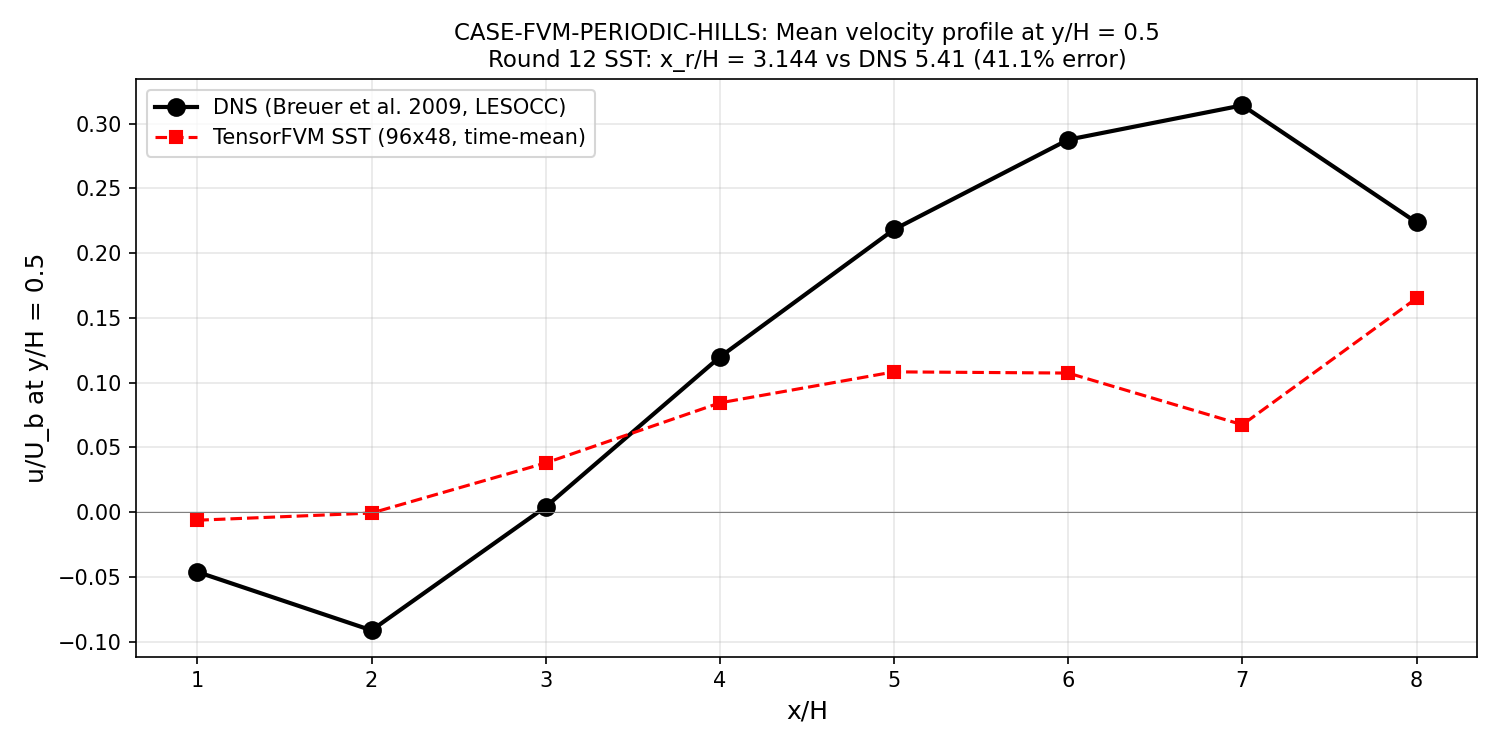 CASE-FVM-PERIODIC-HILLS: Mean velocity profile at y/H = 0.5
Round 12 SST: x_r/H = 3.144 vs DNS 5.41 (41.1% error)
DNS (Breuer et al. 2009, LESOCC)
TensorFVM SST (96x48, time-mean)
u/U_b at y/H = 0.5
0.30
0.25
0.20
0.15
0.10
0.05
0.00
−0.05
−0.10
1 2 3 4 5 6 7 8
x/H